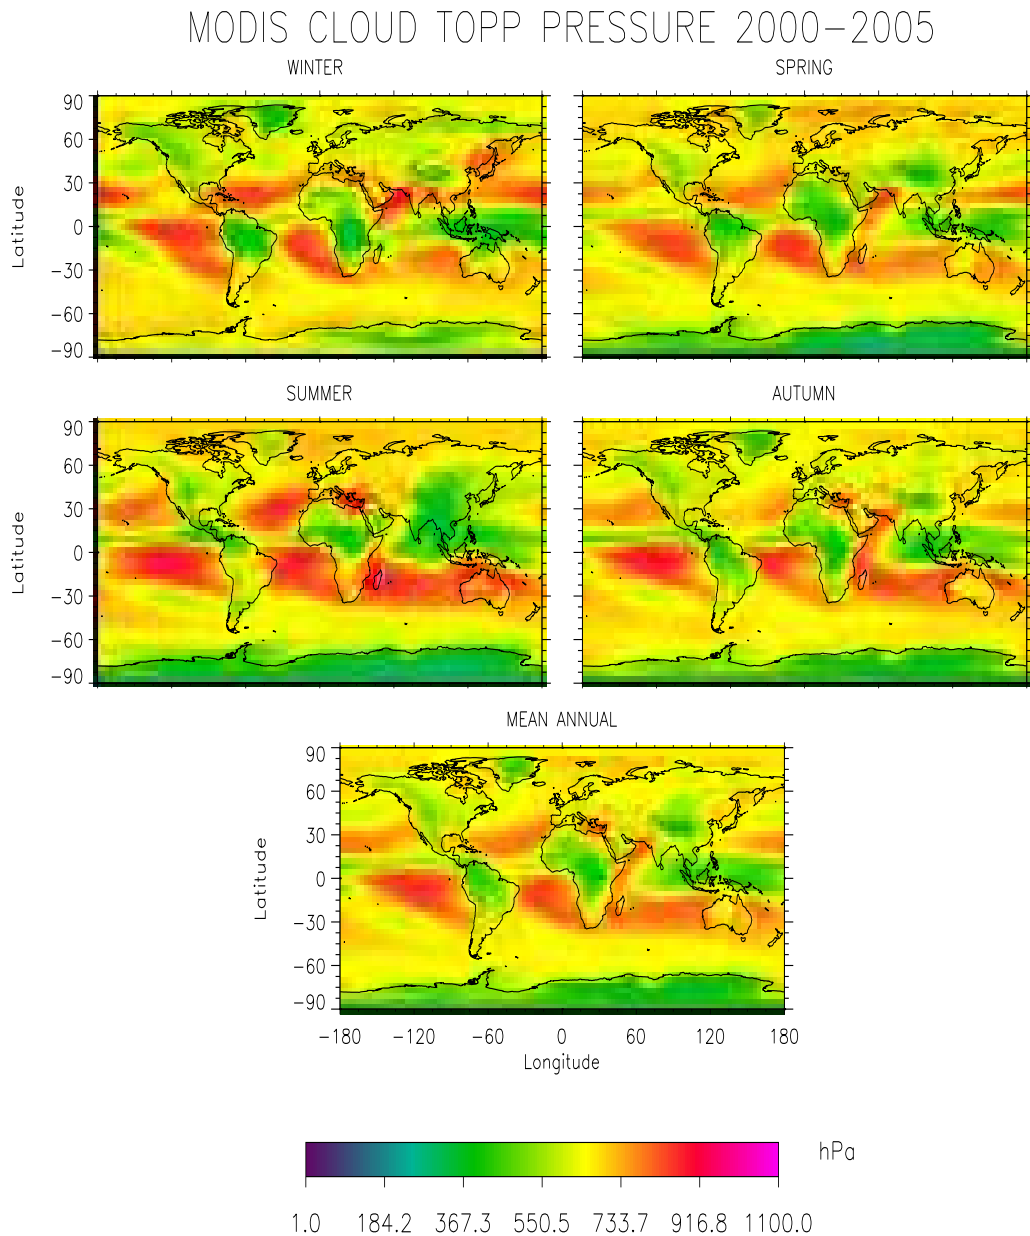 MODIS CLOUD TOPP PRESSURE 2000-2005
WINTER
SPRING
90
60
30
0
-30
-60
-90
Latitude
SUMMER
AUTUMN
90
60
30
0
-30
-60
-90
Latitude
MEAN ANNUAL
90
60
30
0
-30
-60
-90
Latitude
-180 -120 -60 0 60 120 180
Longitude
hPa
1.0 184.2 367.3 550.5 733.7 916.8 1100.0